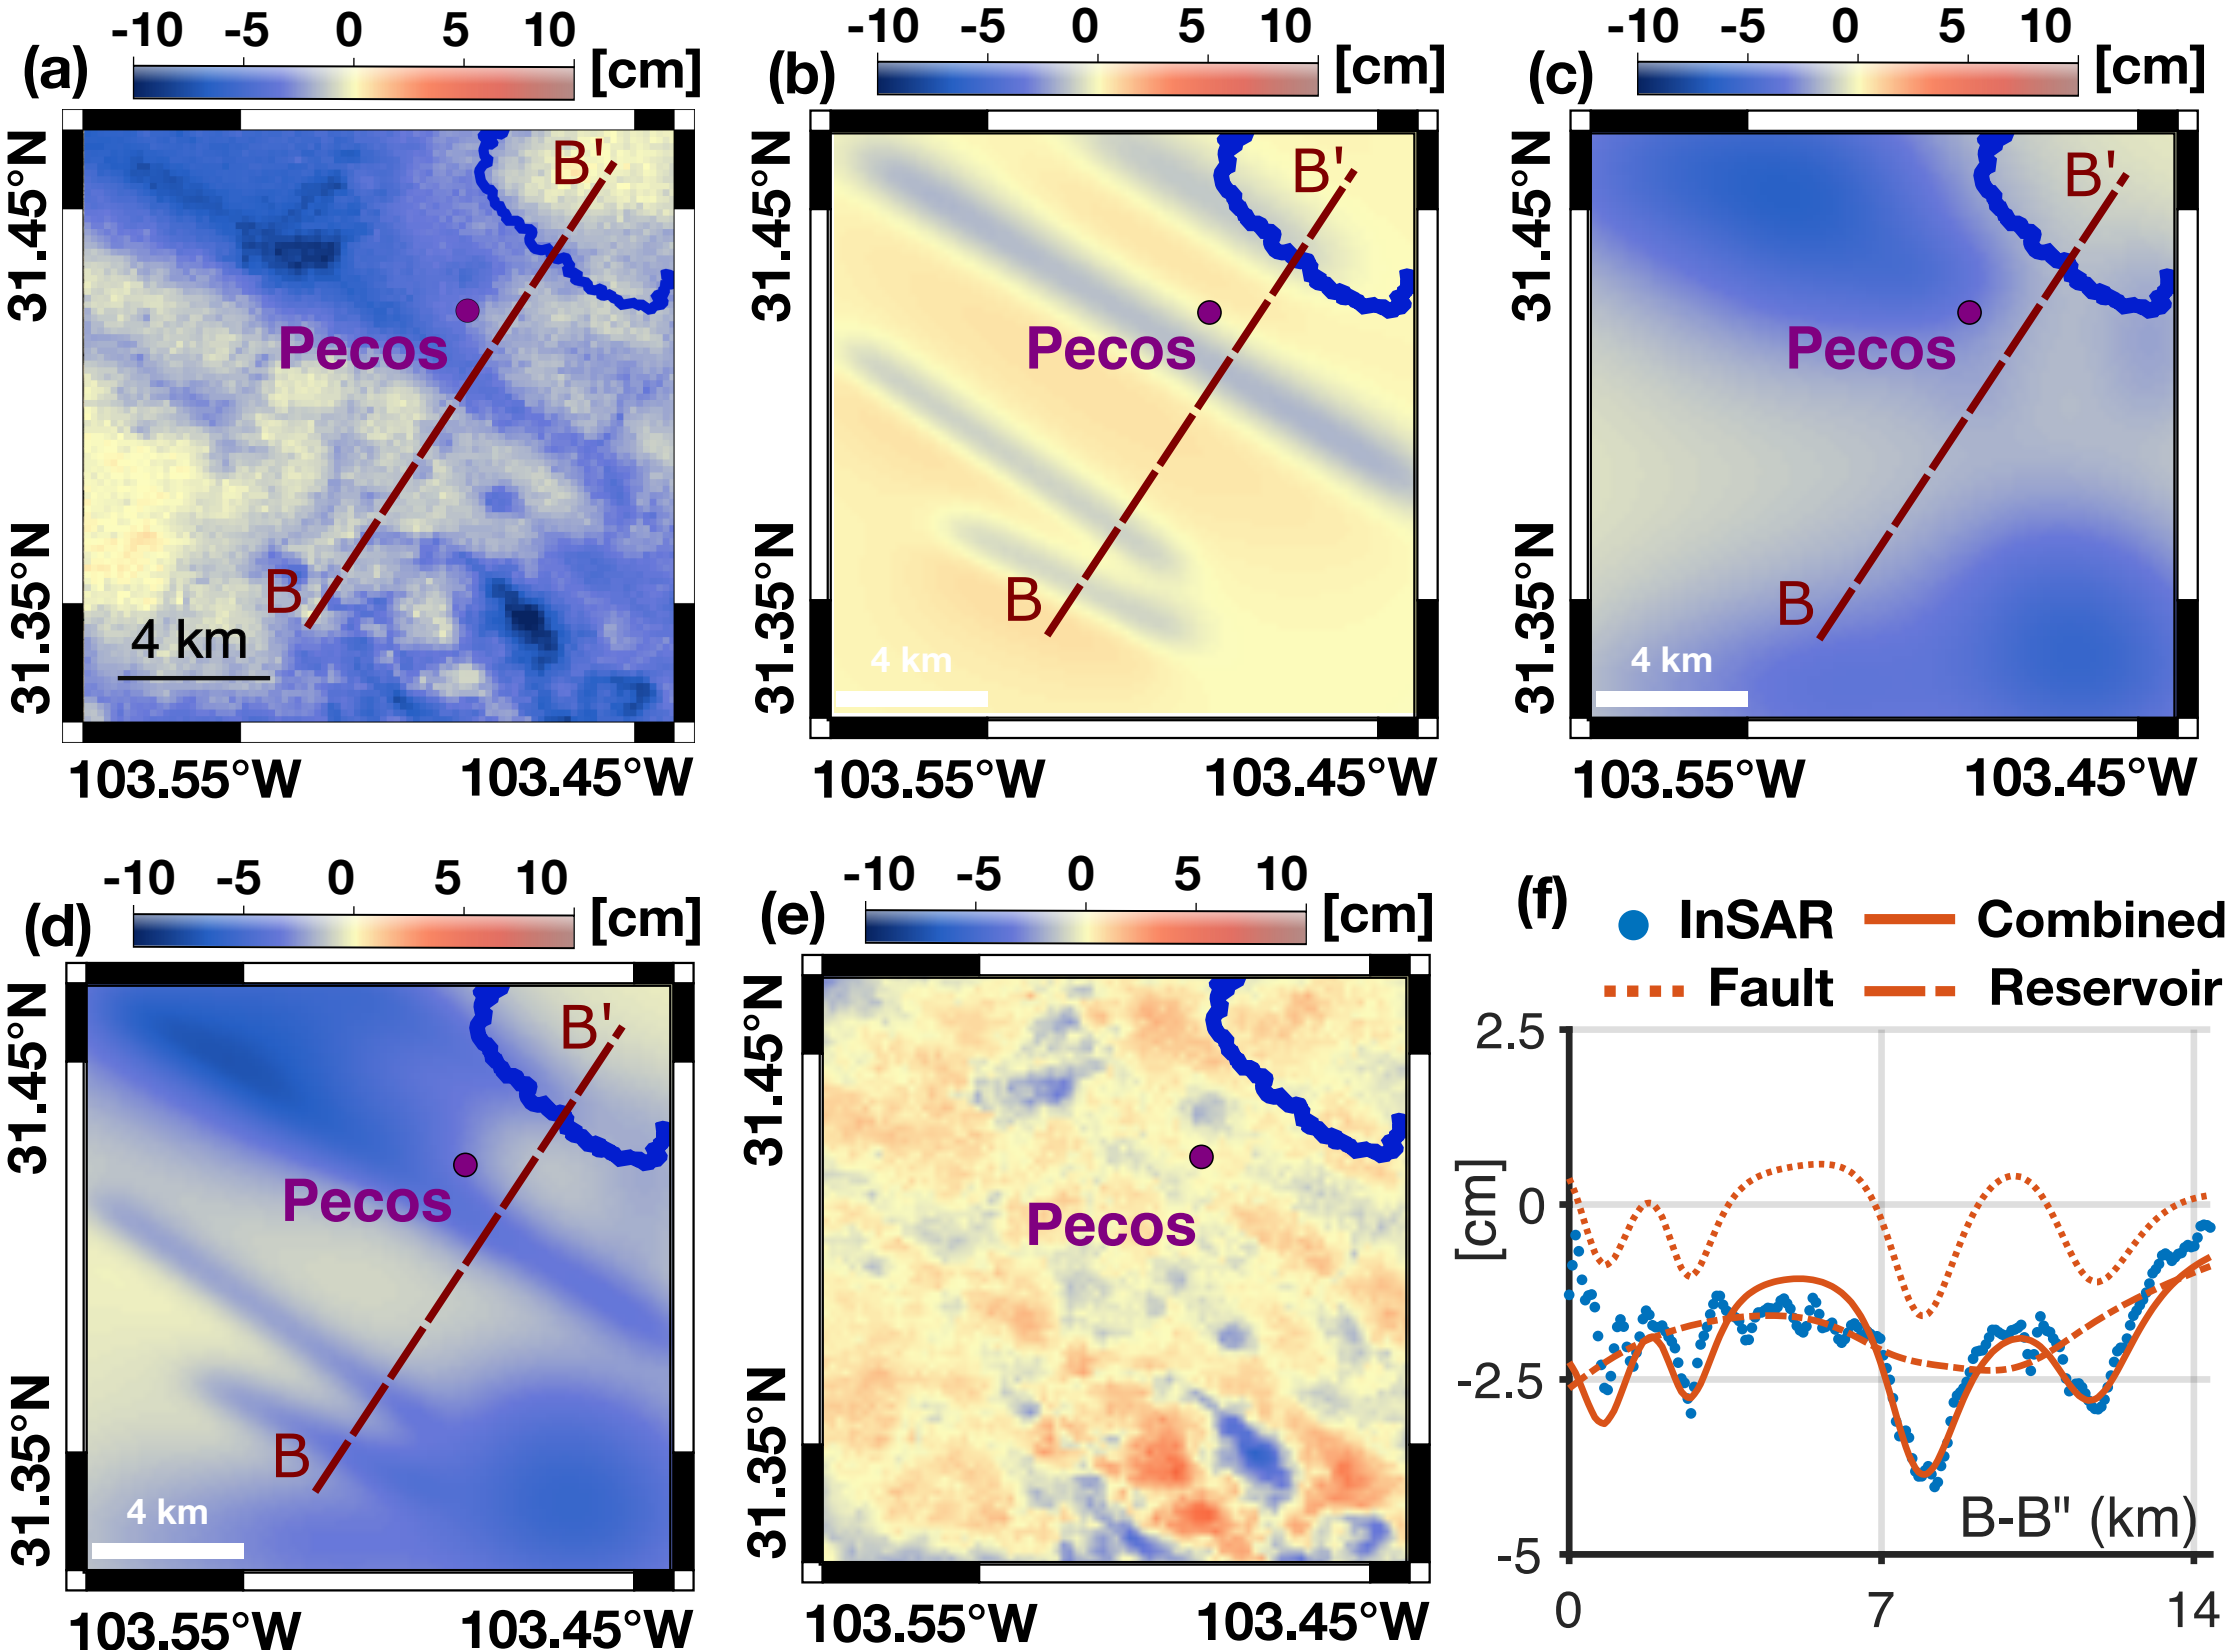 -10 -5 0 5 10
(a) [cm]
31.45°N
31.35°N
B'
Pecos
B
4 km
103.55°W 103.45°W
-10 -5 0 5 10
(b) [cm]
31.45°N
31.35°N
B'
Pecos
B
4 km
103.55°W 103.45°W
-10 -5 0 5 10
(c) [cm]
31.45°N
31.35°N
B'
Pecos
B
4 km
103.55°W 103.45°W
-10 -5 0 5 10
(d) [cm]
31.45°N
31.35°N
B'
Pecos
B
4 km
103.55°W 103.45°W
-10 -5 0 5 10
(e) [cm]
31.45°N
31.35°N
Pecos
103.55°W 103.45°W
(f)
InSAR Combined
Fault Reservoir
2.5
0
-2.5
-5
[cm]
B-B" (km)
0 7 14